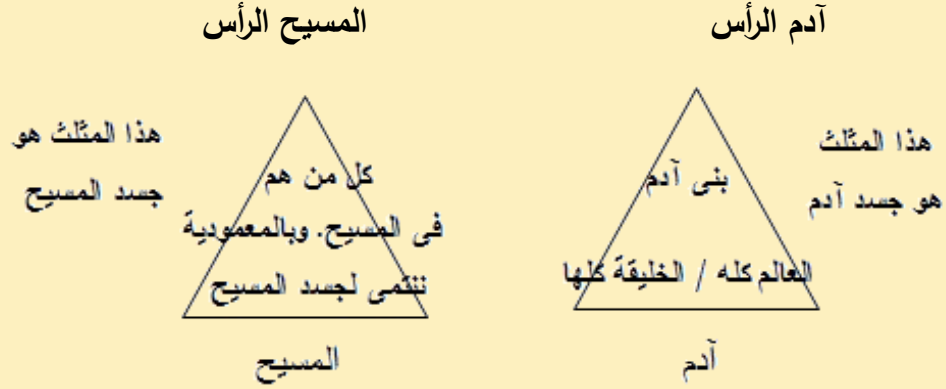 آدم الرأس
المسيح الرأس
هذا المثلث
هو جسد آدم
بنى آدم
العالم كله / الخليقة كلها
آدم
كل من هم
فى المسيح. وبالمعمودية
ننتمى لجسد المسيح
هذا المثلث هو
جسد المسيح
المسيح